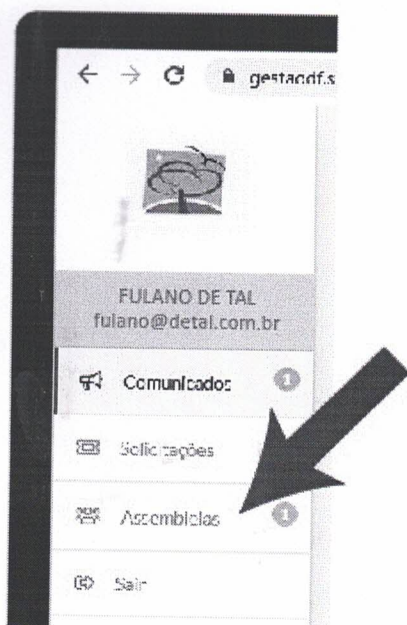 gestaodf.s
FULANO DE TAL
fulano@detal.com.br
Comunicados 1
Solicitações
Assembleias 1
Sair